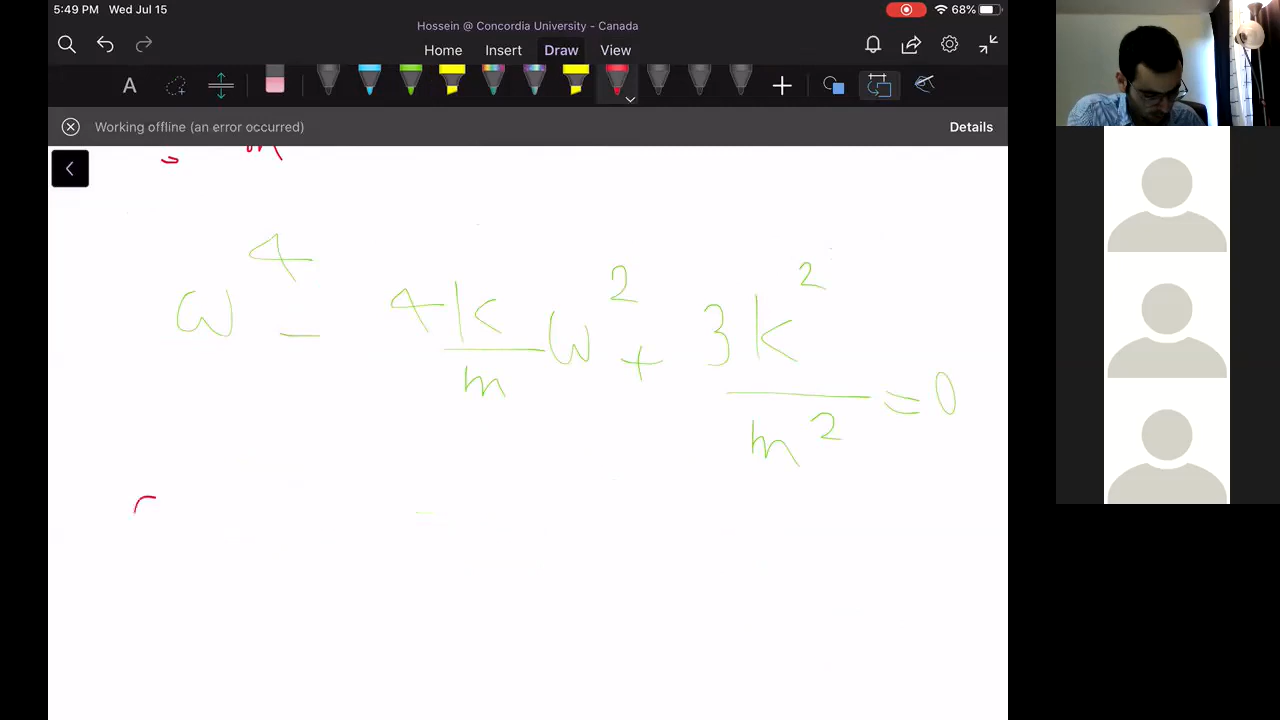 5:49 PM Wed Jul 15
68%
Hossein @ Concordia University - Canada
Home Insert Draw View
A
Working offline (an error occurred) Details
ω⁴ - 4k/m ω² + 3k²/m² = 0